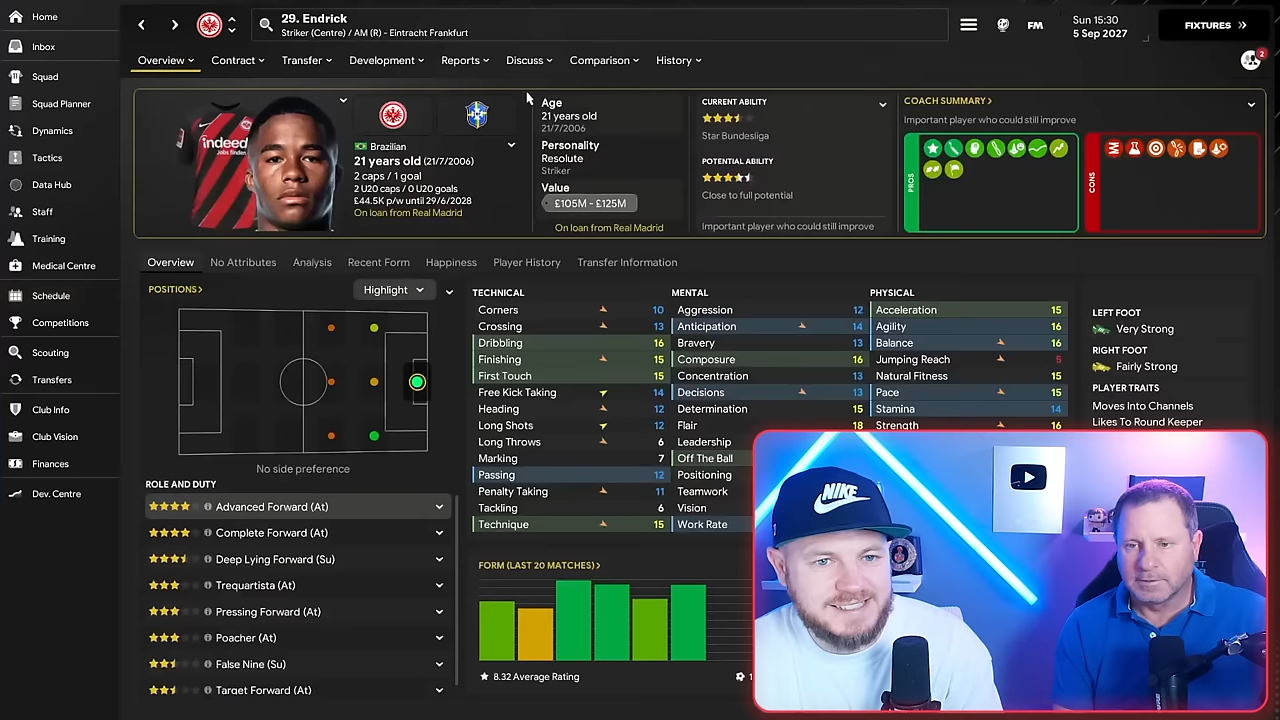 Home
Inbox
Squad
Squad Planner
Dynamics
Tactics
Data Hub
Staff
Training
Medical Centre
Schedule
Competitions
Scouting
Transfers
Club Info
Club Vision
Finances
Dev. Centre
29. Endrick
Striker (Centre) / AM (R) - Eintracht Frankfurt
FM
Sun 15:30
5 Sep 2027
FIXTURES
2
Overview
Contract
Transfer
Development
Reports
Discuss
Comparison
History
indeed
Brazilian
21 years old (21/7/2006)
2 caps / 1 goal
2 U20 caps / 0 U20 goals
£44.5K p/w until 29/6/2028
On loan from Real Madrid
Age
21 years old
21/7/2006
Personality
Resolute
Striker
Value
£105M - £125M
On loan from Real Madrid
CURRENT ABILITY
Star Bundesliga
POTENTIAL ABILITY
Close to full potential
Important player who could still improve
COACH SUMMARY >
Important player who could still improve
PROS
CONS
Overview
No Attributes
Analysis
Recent Form
Happiness
Player History
Transfer Information
POSITIONS >
Highlight
No side preference
ROLE AND DUTY
Advanced Forward (At)
Complete Forward (At)
Deep Lying Forward (Su)
Trequartista (At)
Pressing Forward (At)
Poacher (At)
False Nine (Su)
Target Forward (At)
TECHNICAL
Corners 10
Crossing 13
Dribbling 16
Finishing 15
First Touch 15
Free Kick Taking 14
Heading 12
Long Shots 12
Long Throws 6
Marking 7
Passing 12
Penalty Taking 11
Tackling 6
Technique 15
MENTAL
Aggression 12
Anticipation 14
Bravery 13
Composure 16
Concentration 13
Decisions 13
Determination 15
Flair 18
Leadership
Off The Ball
Positioning
Teamwork
Vision
Work Rate
PHYSICAL
Acceleration 15
Agility 16
Balance 16
Jumping Reach 5
Natural Fitness 15
Pace 15
Stamina 14
Strength 16
LEFT FOOT
Very Strong
RIGHT FOOT
Fairly Strong
PLAYER TRAITS
Moves Into Channels
Likes To Round Keeper
FORM (LAST 20 MATCHES) >
8.32 Average Rating
NIKE